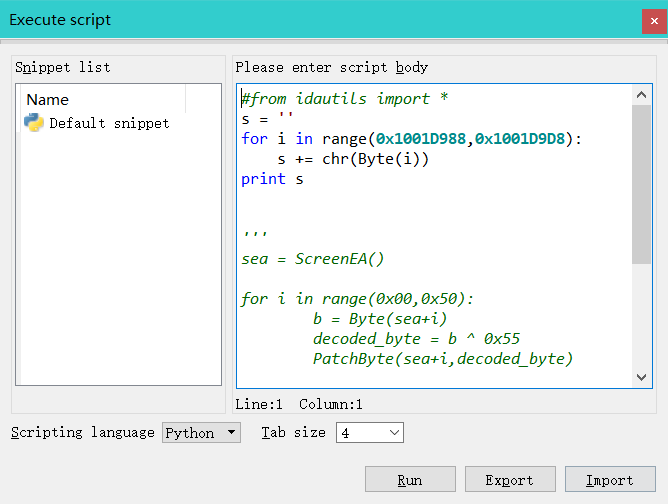 Execute script
Snippet list
Name
Default snippet
Please enter script body
#from idautils import *
s = ''
for i in range(0x1001D988,0x1001D9D8):
    s += chr(Byte(i))
print s
'''
sea = ScreenEA()
for i in range(0x00,0x50):
        b = Byte(sea+i)
        decoded_byte = b ^ 0x55
        PatchByte(sea+i,decoded_byte)
Line:1  Column:1
Scripting language Python Tab size 4
Run Export Import